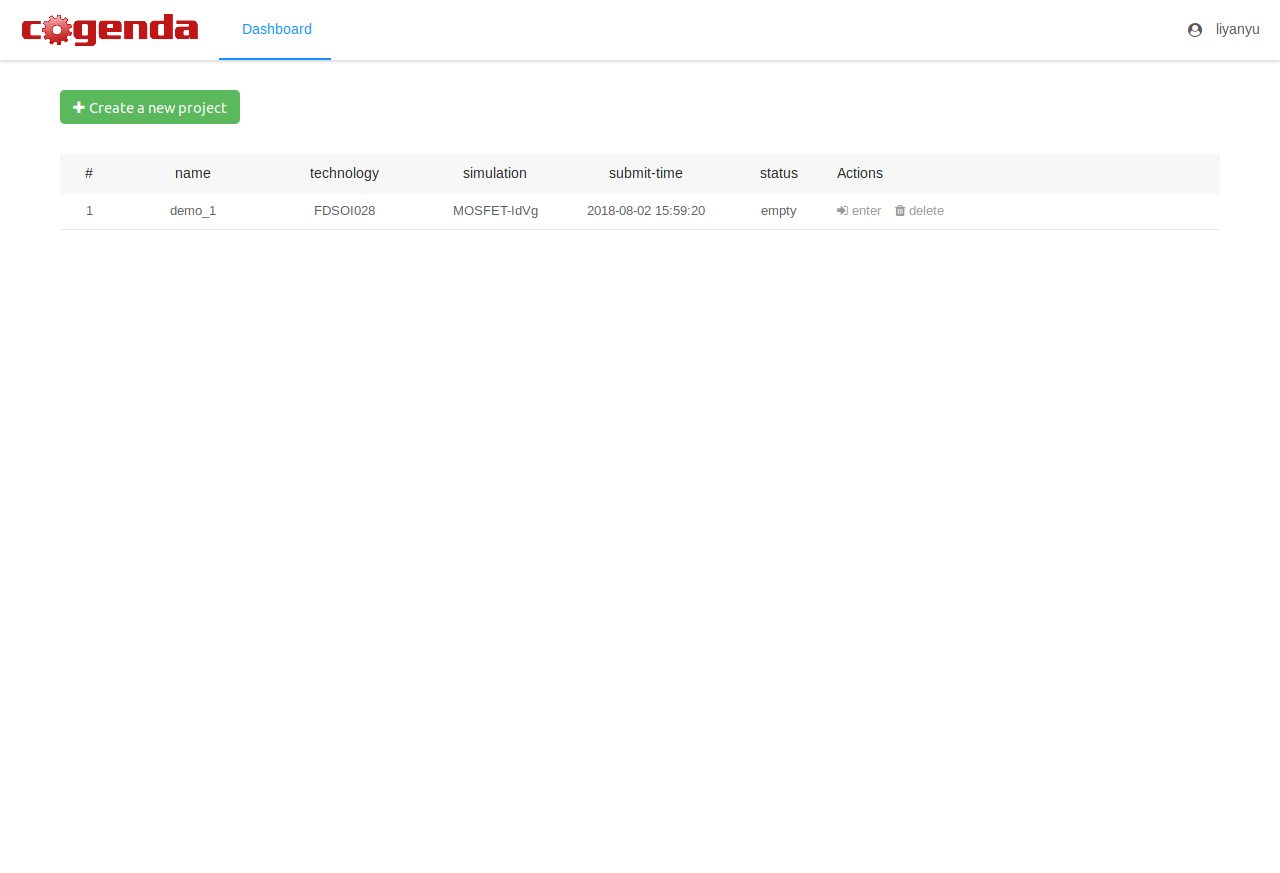 cogenda Dashboard liyanyu
Create a new project
# name technology simulation submit-time status Actions
1 demo_1 FDSOI028 MOSFET-IdVg 2018-08-02 15:59:20 empty enter delete